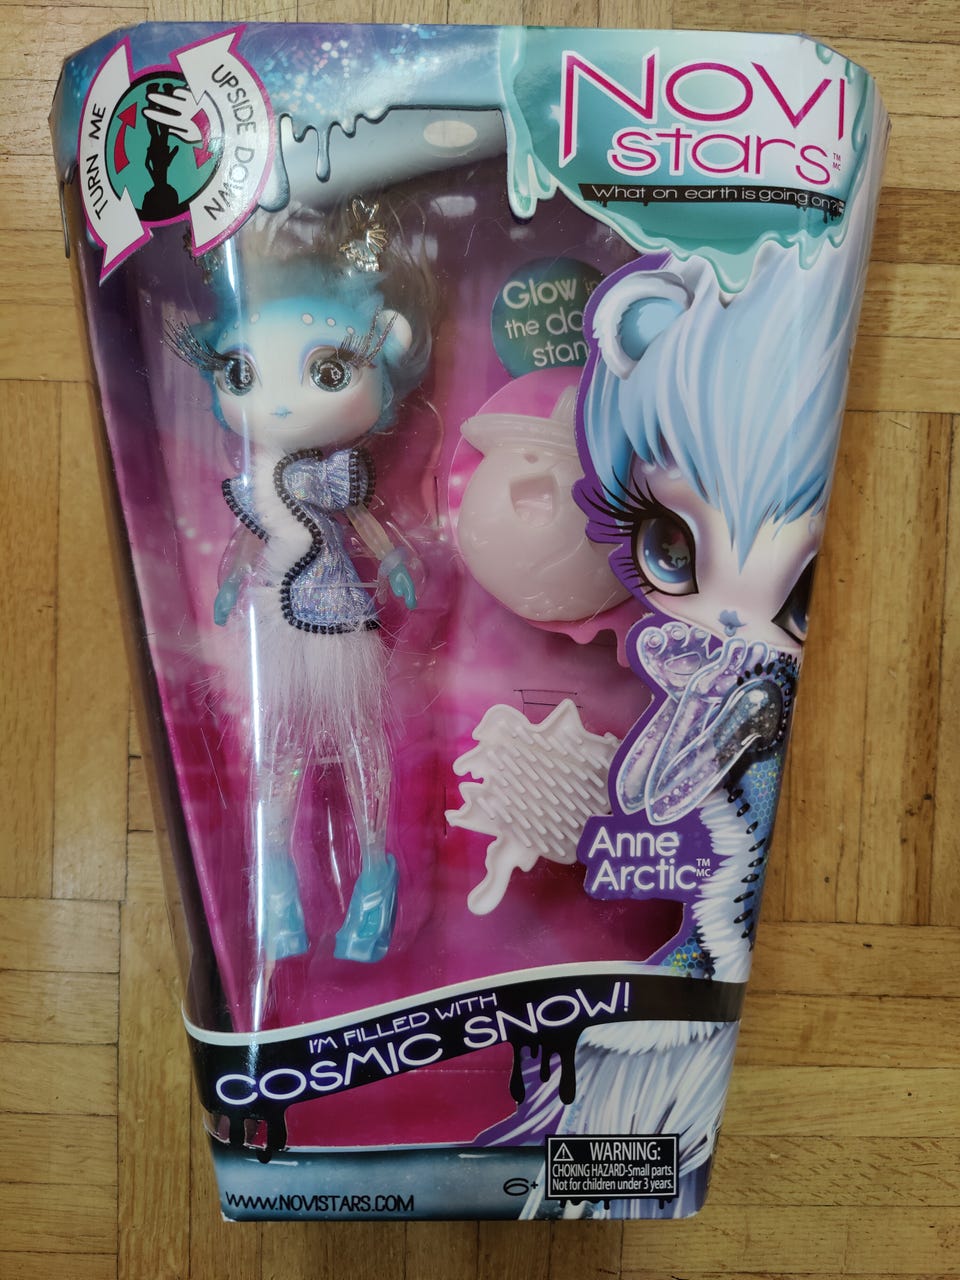 TURN ME
UPSIDE DOWN
NOVI
stars
TM
MC
What on earth is going on?
Glow in
the da
stan
Anne
Arctic
TM
MC
I'M FILLED WITH
COSMIC SNOW!
WARNING:
CHOKING HAZARD-Small parts.
Not for children under 3 years.
6+
WWW.NOVISTARS.COM